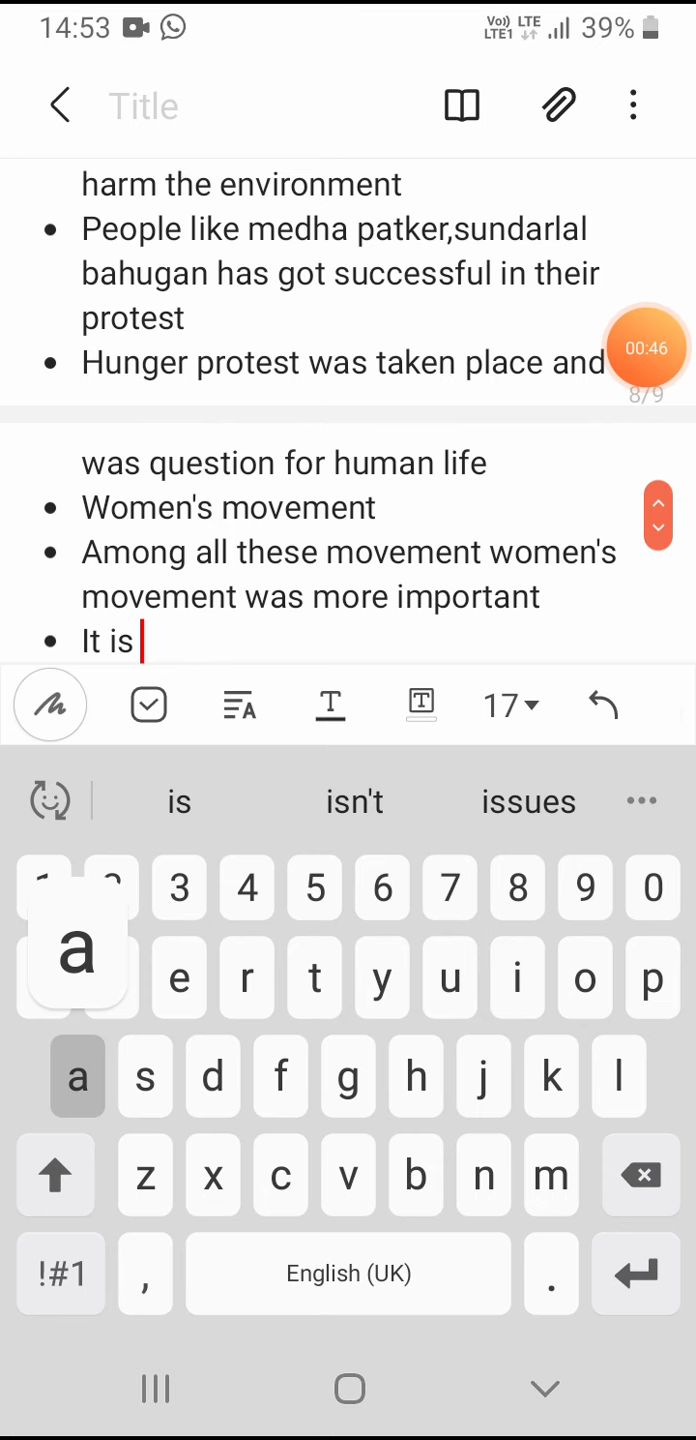 14:53 Vo) LTE LTE1 39%
Title
harm the environment
• People like medha patker,sundarlal
bahugan has got successful in their
protest
00:46
• Hunger protest was taken place and
8/9
was question for human life
• Women's movement
• Among all these movement women's
movement was more important
• It is
A T T 17
is isn't issues
3 4 5 6 7 8 9 0
a
e r t y u i o p
a s d f g h j k l
z x c v b n m
!#1 , English (UK) .